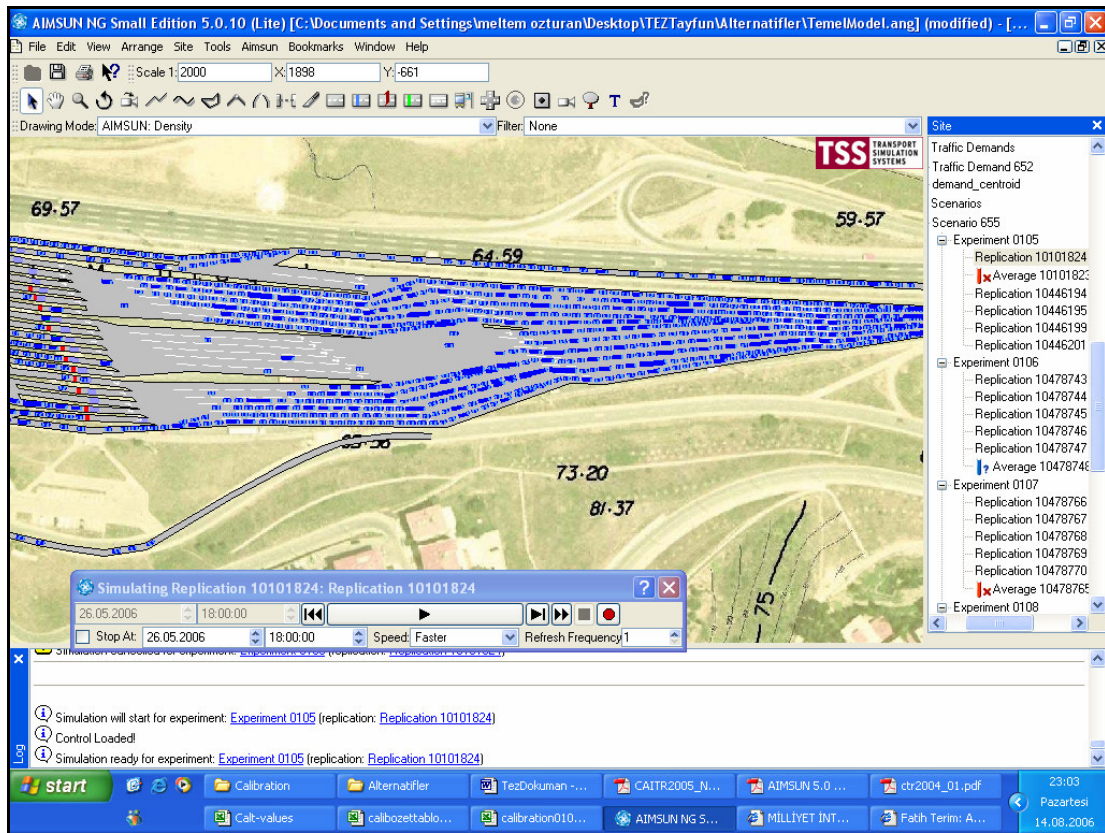 AIMSUN NG Small Edition 5.0.10 (Lite) [C:\Documents and Settings\meltem ozturan\Desktop\TEZTayfun\Alternatifler\TemelModel.ang] (modified) - [...
File Edit View Arrange Site Tools Aimsun Bookmarks Window Help
Scale 1: 2000 X: 1898 Y: -661
T
Drawing Mode: AIMSUN: Density Filter: None
TSS TRANSPORT SIMULATION SYSTEMS
69.57
59.57
64.59
73.20
81.37
75
Site
Traffic Demands
Traffic Demand 652
demand_centroid
Scenarios
Scenario 655
Experiment 0105
Replication 10101824
Average 10101823
Replication 10446194
Replication 10446195
Replication 10446199
Replication 10446201
Experiment 0106
Replication 10478743
Replication 10478744
Replication 10478745
Replication 10478746
Replication 10478747
Average 10478748
Experiment 0107
Replication 10478766
Replication 10478767
Replication 10478768
Replication 10478769
Replication 10478770
Average 10478765
Experiment 0108
Simulating Replication 10101824: Replication 10101824
26.05.2006 18:00:00
Stop At: 26.05.2006 18:00:00 Speed: Faster Refresh Frequency 1
Log
Simulation will start for experiment: Experiment 0105 (replication: Replication 10101824)
Control Loaded!
Simulation ready for experiment: Experiment 0105 (replication: Replication 10101824)
start Calibration Alternatifler TezDokuman -... CAITR2005_N... AIMSUN 5.0 ... ctr2004_01.pdf 23:03
Pazartesi
Calt-values calibozettablo... calibration010... AIMSUN NG S... MİLLİYET İNT... Fatih Terim: A... 14.08.2006